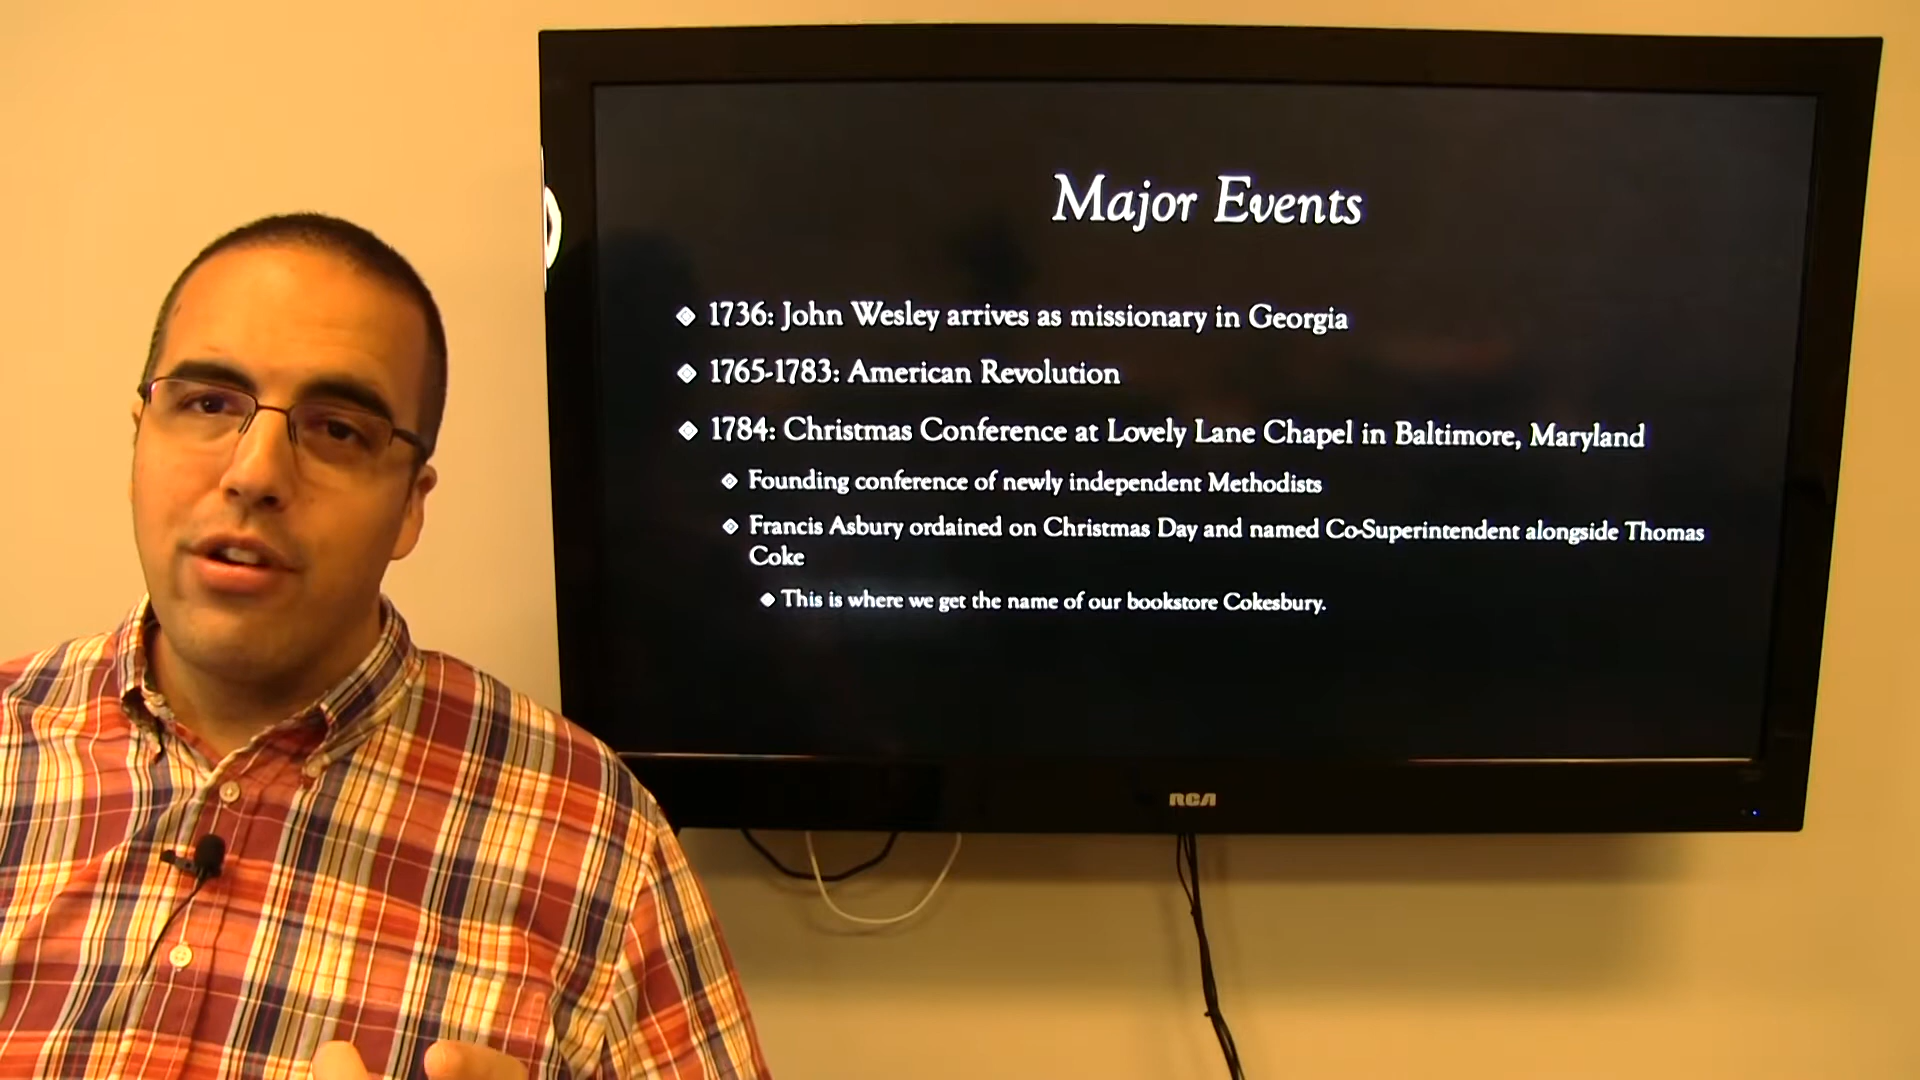 Major Events
1736: John Wesley arrives as missionary in Georgia
1765-1783: American Revolution
1784: Christmas Conference at Lovely Lane Chapel in Baltimore, Maryland
Founding conference of newly independent Methodists
Francis Asbury ordained on Christmas Day and named Co-Superintendent alongside Thomas
Coke
This is where we get the name of our bookstore Cokesbury.
RCA